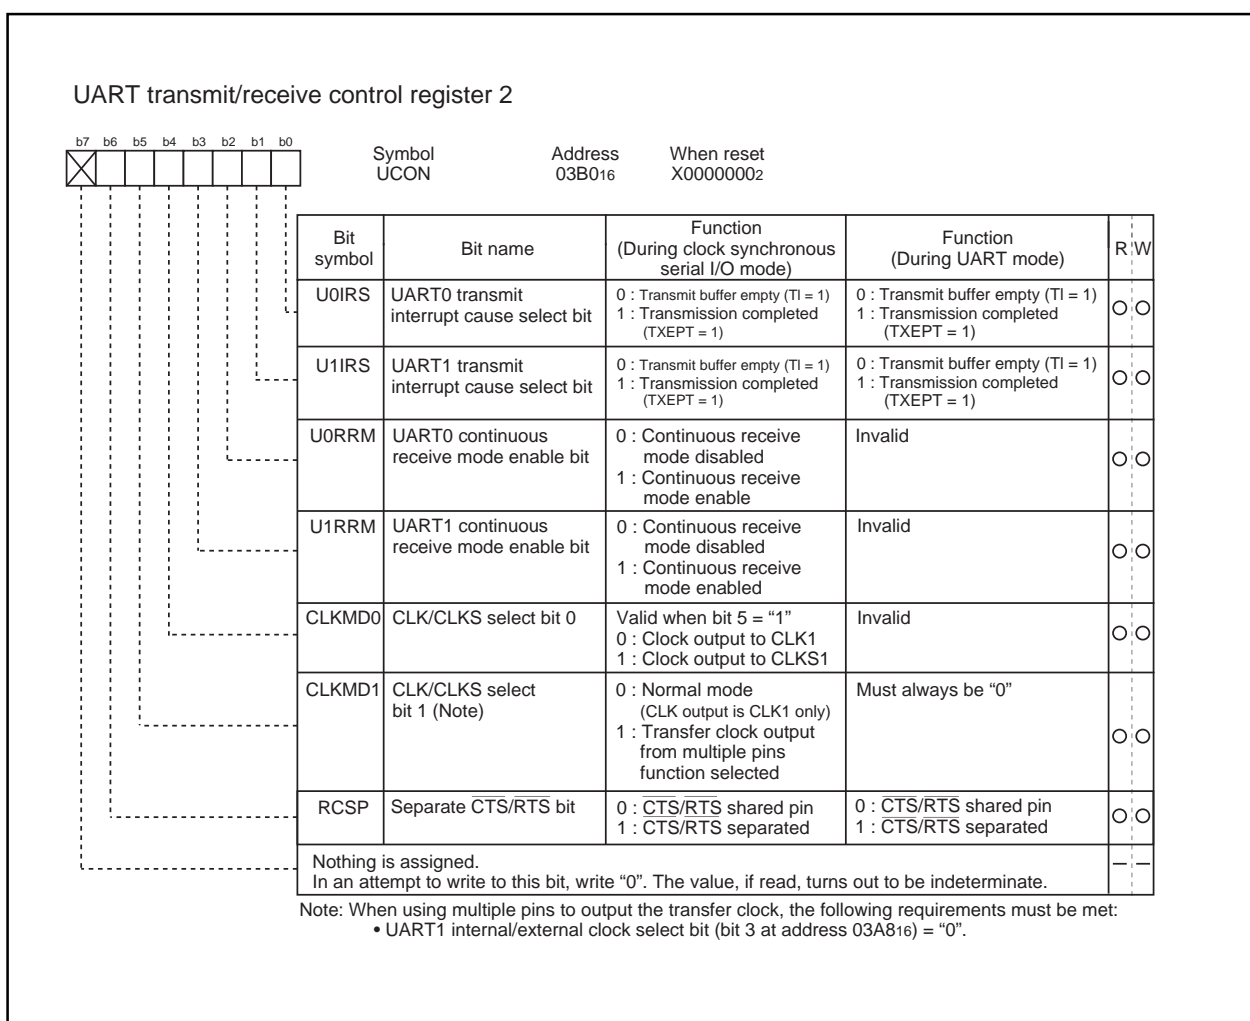 UART transmit/receive control register 2
b7 b6 b5 b4 b3 b2 b1 b0
Symbol Address When reset
UCON 03B016 X00000002
Bit symbol Bit name Function (During clock synchronous serial I/O mode) Function (During UART mode) R W
U0IRS UART0 transmit interrupt cause select bit
0 : Transmit buffer empty (TI = 1)
1 : Transmission completed
(TXEPT = 1)
0 : Transmit buffer empty (TI = 1)
1 : Transmission completed
(TXEPT = 1)
U1IRS UART1 transmit interrupt cause select bit
0 : Transmit buffer empty (TI = 1)
1 : Transmission completed
(TXEPT = 1)
0 : Transmit buffer empty (TI = 1)
1 : Transmission completed
(TXEPT = 1)
U0RRM UART0 continuous receive mode enable bit
0 : Continuous receive
mode disabled
1 : Continuous receive
mode enable
Invalid
U1RRM UART1 continuous receive mode enable bit
0 : Continuous receive
mode disabled
1 : Continuous receive
mode enabled
Invalid
CLKMD0 CLK/CLKS select bit 0
Valid when bit 5 = “1”
0 : Clock output to CLK1
1 : Clock output to CLKS1
Invalid
CLKMD1 CLK/CLKS select bit 1 (Note)
0 : Normal mode
(CLK output is CLK1 only)
1 : Transfer clock output
from multiple pins
function selected
Must always be “0”
RCSP Separate CTS/RTS bit
0 : CTS/RTS shared pin
1 : CTS/RTS separated
0 : CTS/RTS shared pin
1 : CTS/RTS separated
Nothing is assigned.
In an attempt to write to this bit, write “0”. The value, if read, turns out to be indeterminate.
Note: When using multiple pins to output the transfer clock, the following requirements must be met:
• UART1 internal/external clock select bit (bit 3 at address 03A816) = “0”.